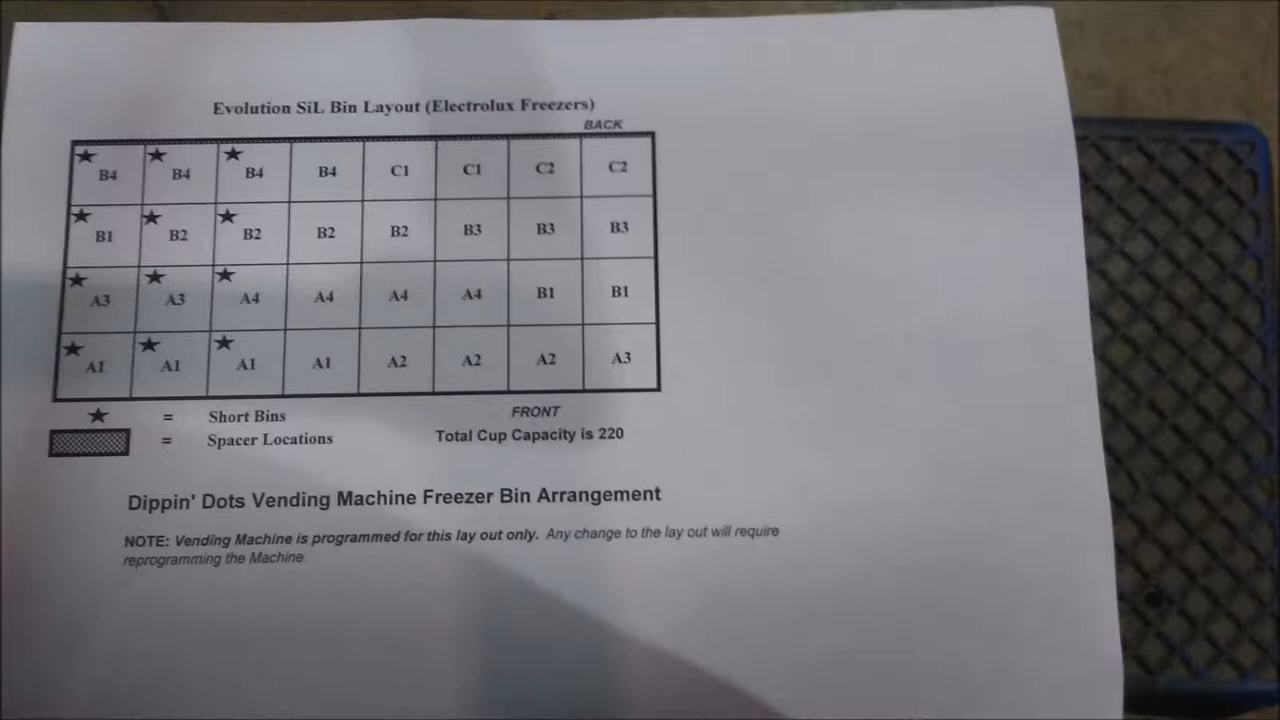 Evolution SiL Bin Layout (Electrolux Freezers)
BACK
B4 B4 B4 B4 C1 C1 C2 C2
B1 B2 B2 B2 B2 B3 B3 B3
A3 A3 A4 A4 A4 A4 B1 B1
A1 A1 A1 A1 A2 A2 A2 A3
★ = Short Bins
FRONT
= Spacer Locations
Total Cup Capacity is 220
Dippin' Dots Vending Machine Freezer Bin Arrangement
NOTE: Vending Machine is programmed for this lay out only. Any change to the lay out will require
reprogramming the Machine.